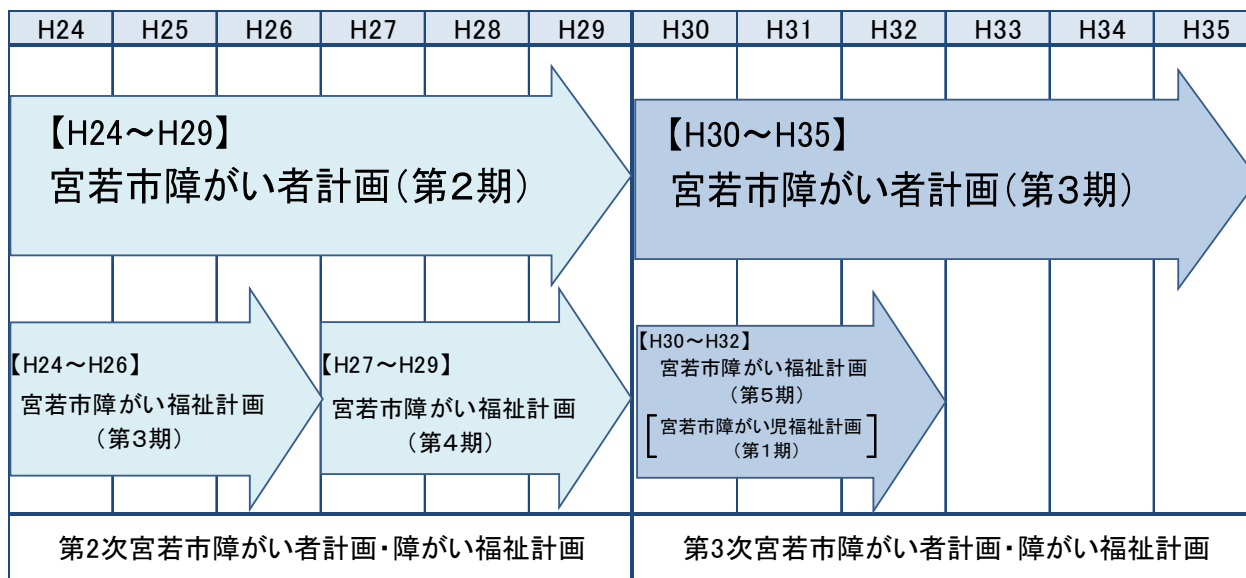 H24 H25 H26 H27 H28 H29 H30 H31 H32 H33 H34 H35
【H24～H29】
宮若市障がい者計画（第２期）
【H30～H35】
宮若市障がい者計画（第３期）
【H24～H26】
宮若市障がい福祉計画
（第３期）
【H27～H29】
宮若市障がい福祉計画
（第４期）
【H30～H32】
宮若市障がい福祉計画
（第５期）
宮若市障がい児福祉計画
（第１期）
第2次宮若市障がい者計画・障がい福祉計画
第3次宮若市障がい者計画・障がい福祉計画